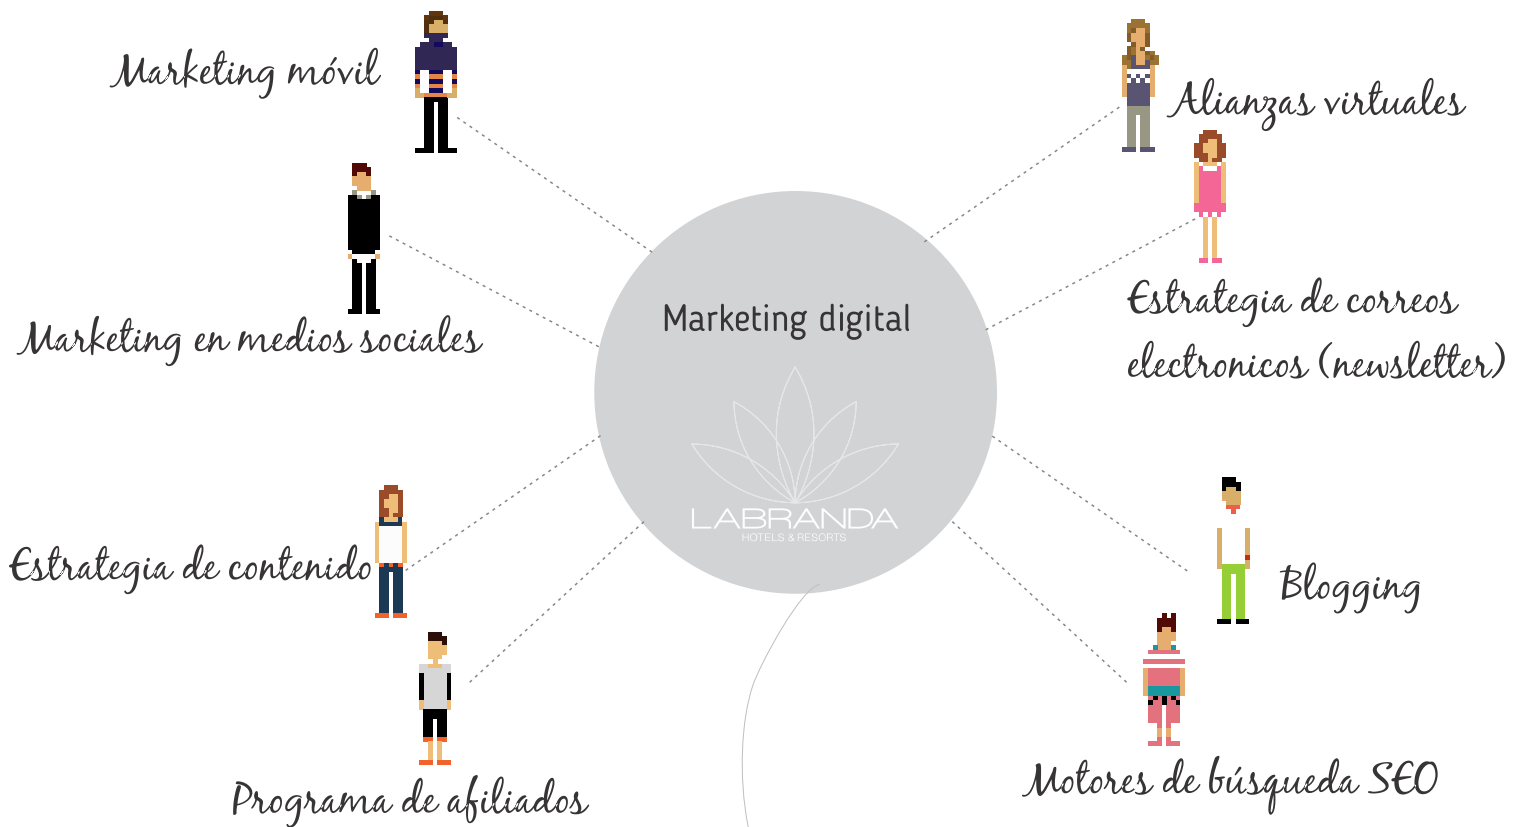 Marketing móvil
Alianzas virtuales
Marketing en medios sociales
Estrategia de correos
electronicos (newsletter)
Marketing digital
LABRANDA
HOTELS & RESORTS
Estrategia de contenido
Blogging
Programa de afiliados
Motores de búsqueda SEO